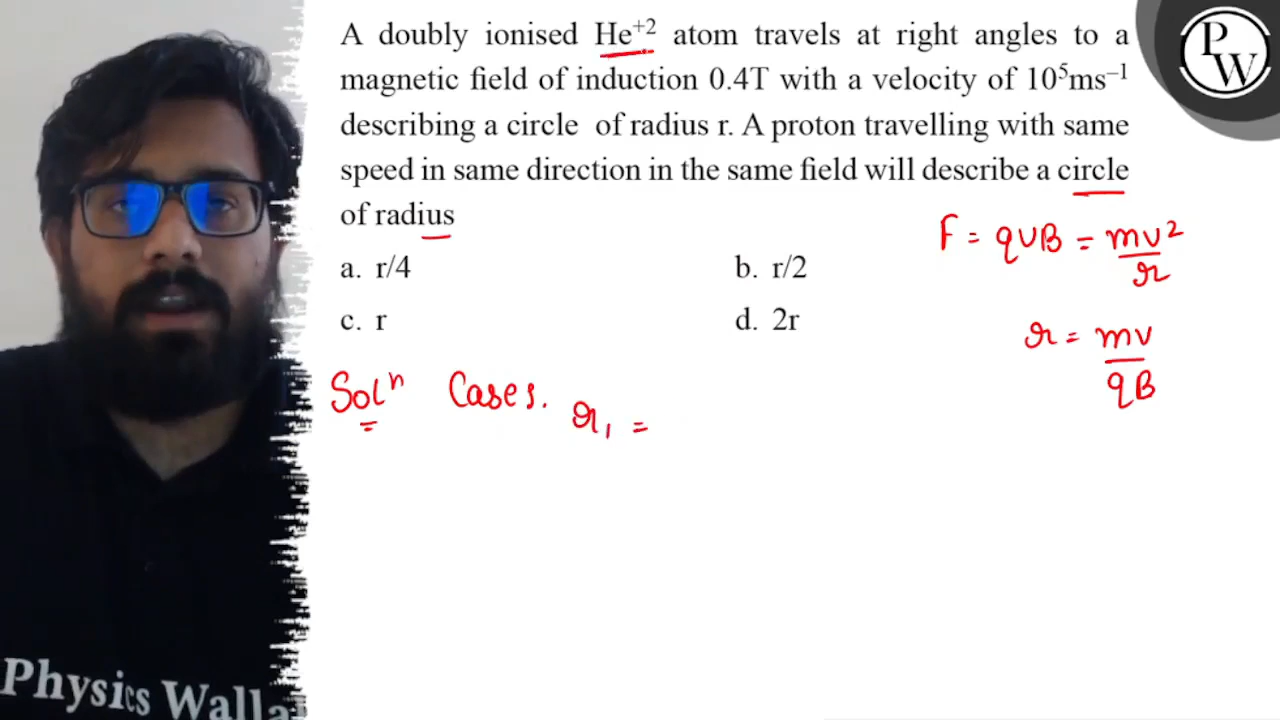 A doubly ionised He⁺² atom travels at right angles to a
magnetic field of induction 0.4T with a velocity of 10⁵ms⁻¹
describing a circle of radius r. A proton travelling with same
speed in same direction in the same field will describe a circle
of radius
a. r/4
b. r/2
c. r
d. 2r
F = qVB = mv²/r
r = mv/qB
Solⁿ Cases. r₁ =
PW
Physics Walla